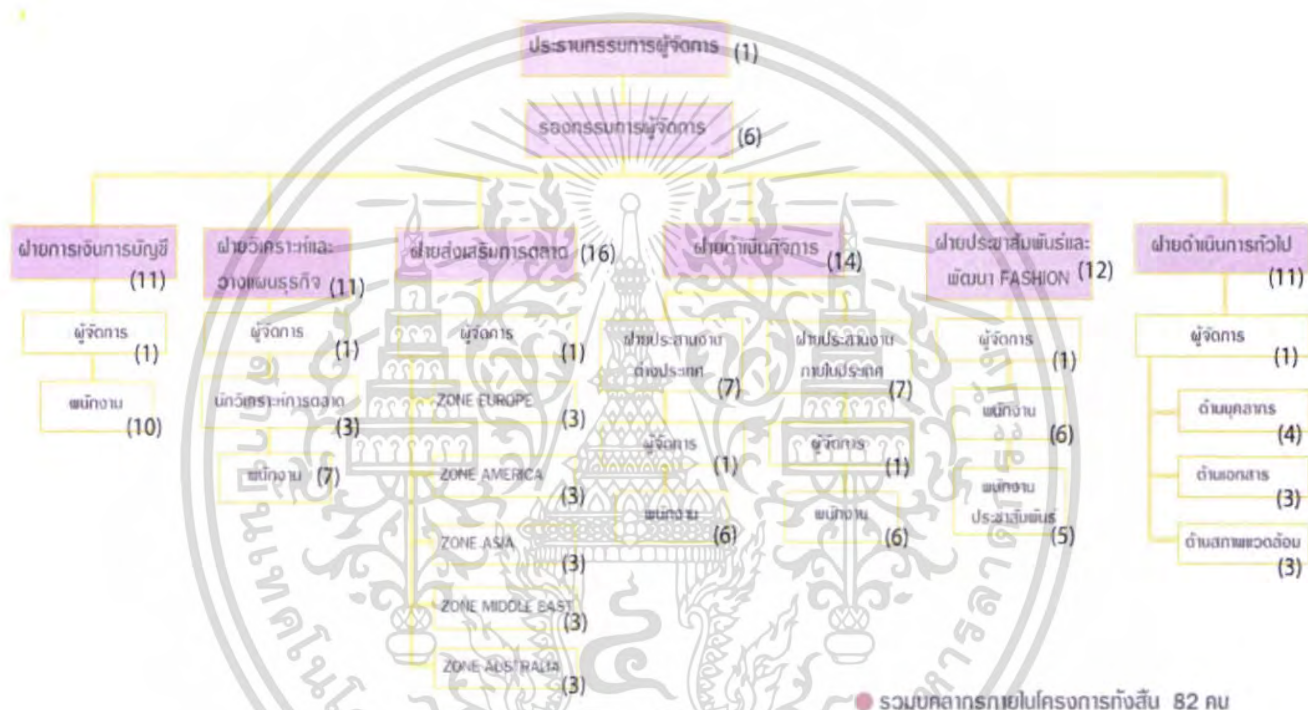 ประธานกรรมการผู้จัดการ (1)
รองกรรมการผู้จัดการ (6)
ฝ่ายการเงินการบัญชี
(11)
ผู้จัดการ
(1)
พนักงาน
(10)
ฝ่ายวิเคราะห์และ
วางแผนธุรกิจ (11)
ผู้จัดการ
(1)
นักวิเคราะห์การตลาด
(3)
พนักงาน (7)
ฝ่ายส่งเสริมการตลาด (16)
ผู้จัดการ
(1)
ZONE EUROPE
(3)
ZONE AMERICA
(3)
ZONE ASIA
(3)
ZONE MIDDLE EAST
(3)
ZONE AUSTRALIA
(3)
ฝ่ายดำเนินกิจการ
(14)
ฝ่ายประสานงาน
ต่างประเทศ
(7)
ผู้จัดการ
(1)
พนักงาน
(6)
ฝ่ายประสานงาน
ภายในประเทศ
(7)
ผู้จัดการ
(1)
พนักงาน
(6)
ฝ่ายประชาสัมพันธ์และ
พัฒนา FASHION (12)
ผู้จัดการ
(1)
พนักงาน
(6)
พนักงาน
ประชาสัมพันธ์
(5)
ฝ่ายดำเนินการทั่วไป
(11)
ผู้จัดการ
(1)
ด้านบุคลากร
(4)
ด้านเอกสาร
(3)
ด้านสภาพแวดล้อม
(3)
รวมบุคลากรภายในโครงการทั้งสิ้น 82 คน